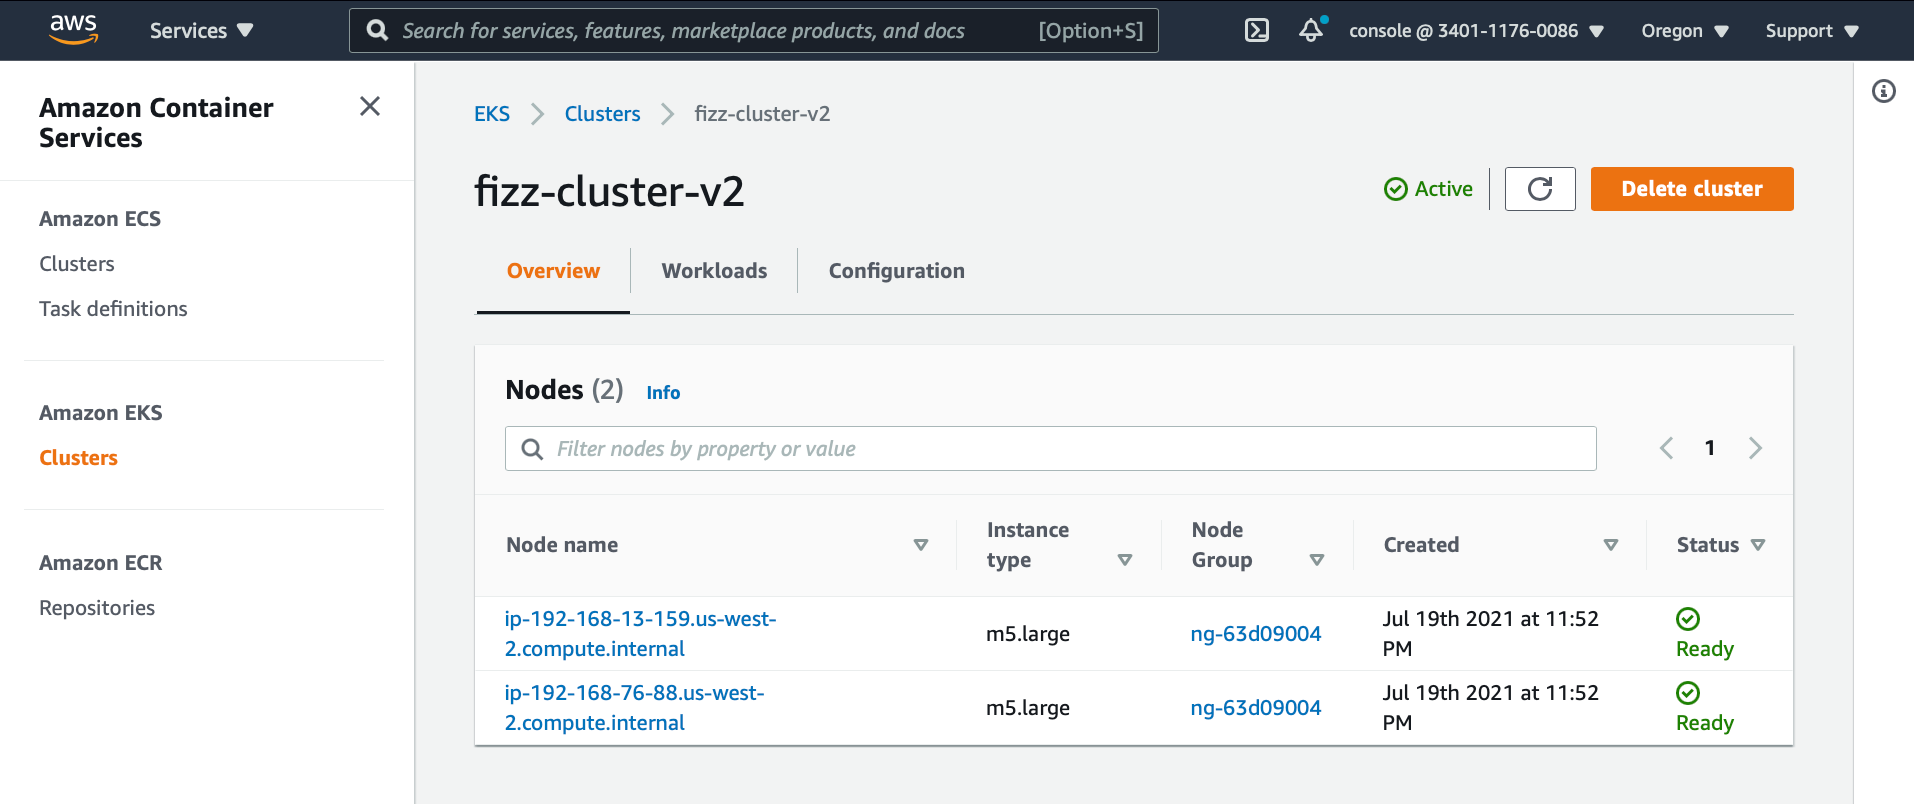 aws
Services
Search for services, features, marketplace products, and docs
[Option+S]
console @ 3401-1176-0086
Oregon
Support
Amazon Container
Services
Amazon ECS
Clusters
Task definitions
Amazon EKS
Clusters
Amazon ECR
Repositories
EKS
Clusters
fizz-cluster-v2
fizz-cluster-v2
Active
Delete cluster
Overview
Workloads
Configuration
Nodes (2)
Info
Filter nodes by property or value
1
Node name
Instance
type
Node
Group
Created
Status
ip-192-168-13-159.us-west-
2.compute.internal
m5.large
ng-63d09004
Jul 19th 2021 at 11:52
PM
Ready
ip-192-168-76-88.us-west-
2.compute.internal
m5.large
ng-63d09004
Jul 19th 2021 at 11:52
PM
Ready